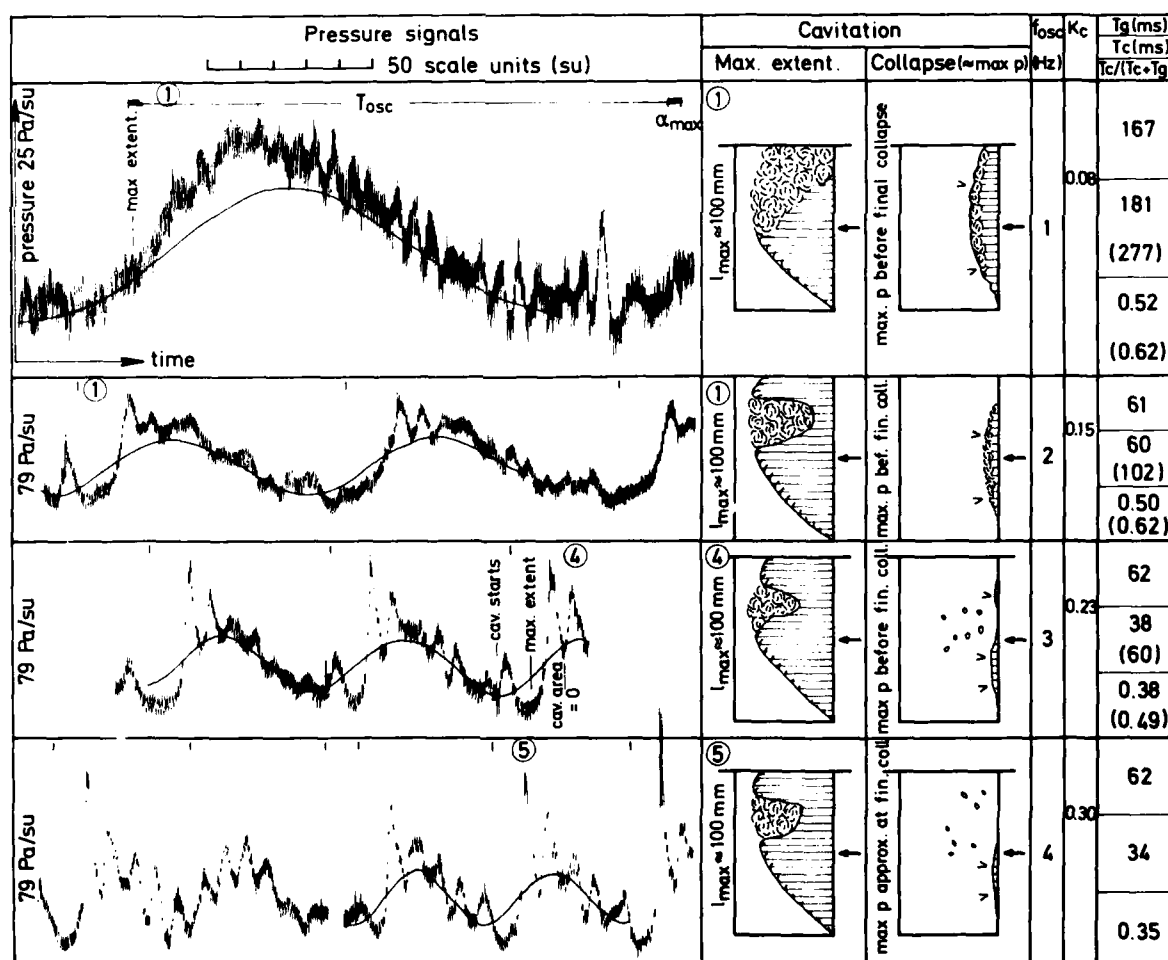 Pressure signals
50 scale units (su)
Cavitation
Max. extent.
Collapse (≈max p)
fosc
(Hz)
Kc
Tg (ms)
Tc (ms)
Tc/(Tc+Tg
pressure 25 Pa/su
time
①
max extent.
Tosc
αmax
①
lmax≈100mm
max. p before final collapse
1
0.08
167
181
(277)
0.52
(0.62)
79 Pa/su
①
①
lmax≈100mm
max. p bef. fin. coll.
2
0.15
61
60
(102)
0.50
(0.62)
79 Pa/su
cav. starts
max. extent
④
cav. area
= 0
④
lmax≈100mm
max p before fin. coll.
3
0.23
62
38
(60)
0.38
(0.49)
79 Pa/su
⑤
⑤
lmax≈100mm
max p approx. at fin. coll
4
0.30
62
34
0.35